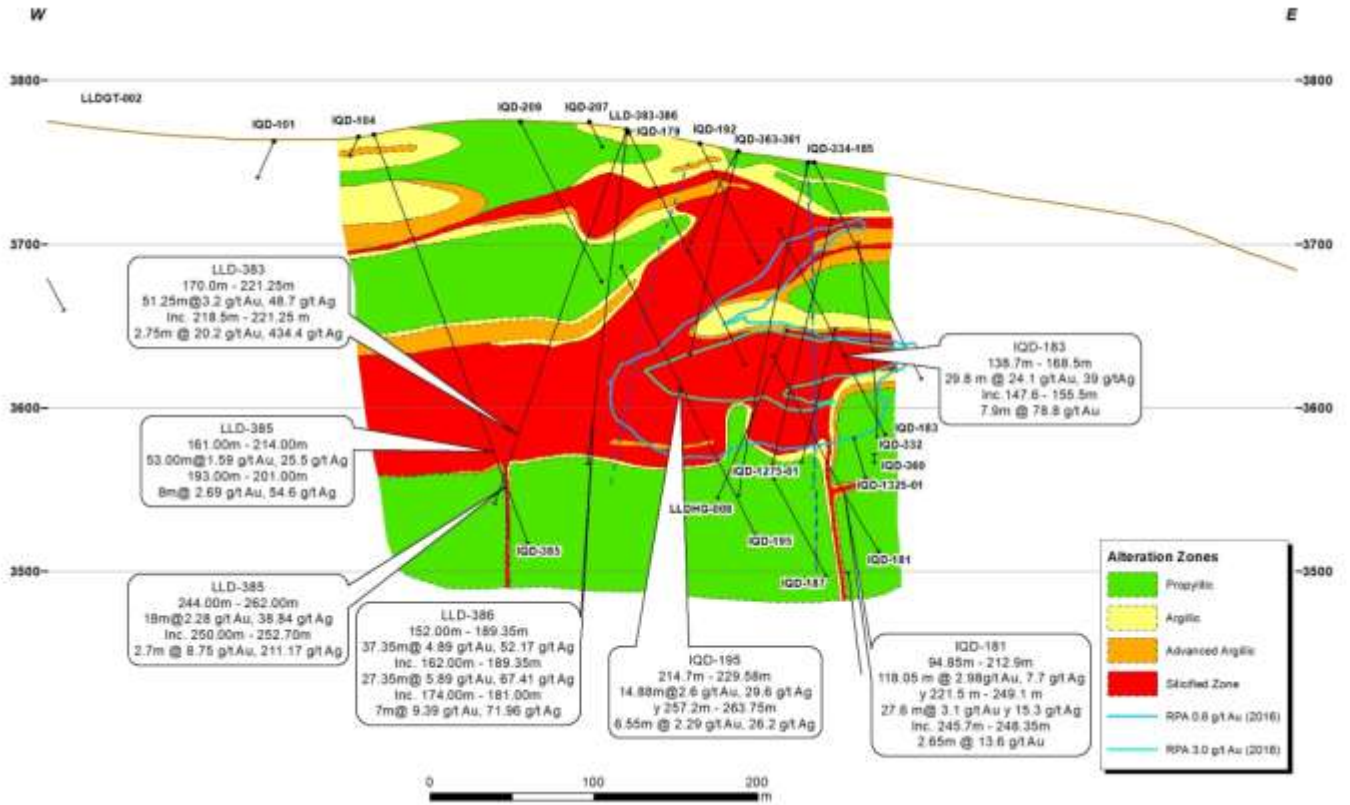 W
E
3800
3800
LLDGT-002
IQD-101
IQD-104
IQD-209
IQD-207
LLD-383-386
IQD-179
IQD-192
IQD-363-361
IQD-334-185
3700
3700
LLD-383
170.0m - 221.25m
51.25m@3.2 g/t Au, 48.7 g/t Ag
Inc. 218.5m - 221.25 m
2.75m @ 20.2 g/t Au, 434.4 g/t Ag
IQD-183
138.7m - 168.5m
29.8 m @ 24.1 g/t Au, 39 g/tAg
Inc.147.6 - 155.5m
7.9m @ 78.8 g/t Au
3600
3600
LLD-385
161.00m - 214.00m
53.00m@1.59 g/t Au, 25.5 g/t Ag
193.00m - 201.00m
8m @ 2.69 g/t Au, 54.6 g/t Ag
IQD-183
IQD-332
IQD-360
IQD-1275-01
IQD-1325-01
LLDHG-008
IQD-195
IQD-385
IQD-181
IQD-187
3500
3500
LLD-385
244.00m - 262.00m
18m@2.28 g/t Au, 38.84 g/t Ag
Inc. 250.00m - 252.70m
2.7m @ 8.75 g/t Au, 211.17 g/t Ag
LLD-386
152.00m - 189.35m
37.35m@ 4.89 g/t Au, 52.17 g/t Ag
Inc. 162.00m - 189.35m
27.35m@ 5.89 g/t Au, 67.41 g/t Ag
Inc. 174.00m - 181.00m
7m@ 9.39 g/t Au, 71.96 g/t Ag
IQD-195
214.7m - 229.58m
14.88m@2.6 g/t Au, 29.6 g/t Ag
y 257.2m - 263.75m
6.55m @ 2.29 g/t Au, 26.2 g/t Ag
IQD-181
94.85m - 212.9m
118.05 m @ 2.98g/t Au, 7.7 g/t Ag
y 221.5 m - 249.1 m
27.6 m@ 3.1 g/t Au y 15.3 g/t Ag
Inc. 245.7m - 248.35m
2.65m @ 13.6 g/t Au
Alteration Zones
Propylitic
Argillic
Advanced Argillic
Silicified Zone
RPA 0.8 g/t Au (2018)
RPA 3.0 g/t Au (2018)
0
100
200
m